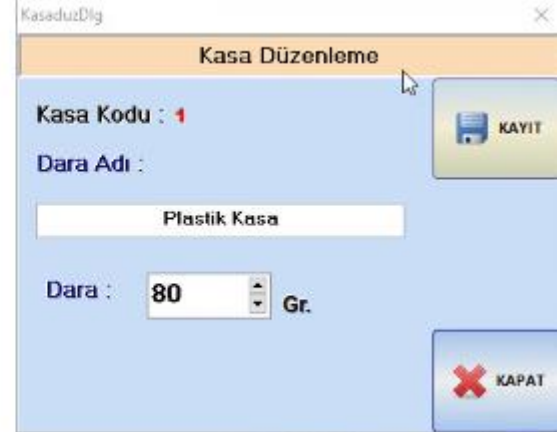 KasaduzDlg
Kasa Düzenleme
Kasa Kodu : 1
KAYIT
Dara Adı :
Plastik Kasa
Dara : 80 Gr.
KAPAT